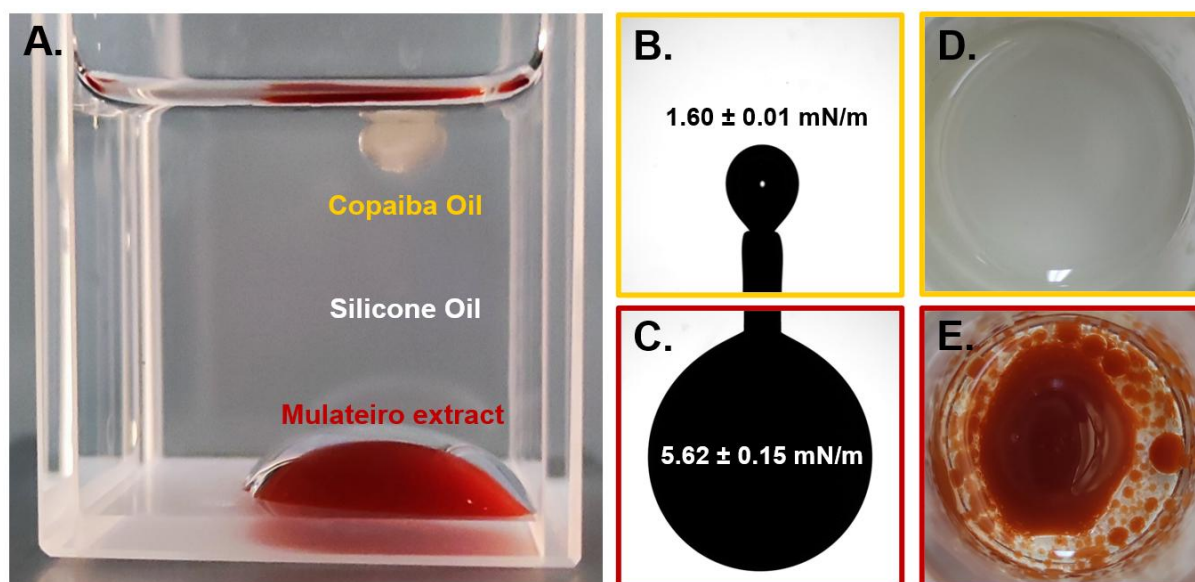 A.
Copaiba Oil
Silicone Oil
Mulateiro extract
B.
1.60 ± 0.01 mN/m
C.
5.62 ± 0.15 mN/m
D.
E.